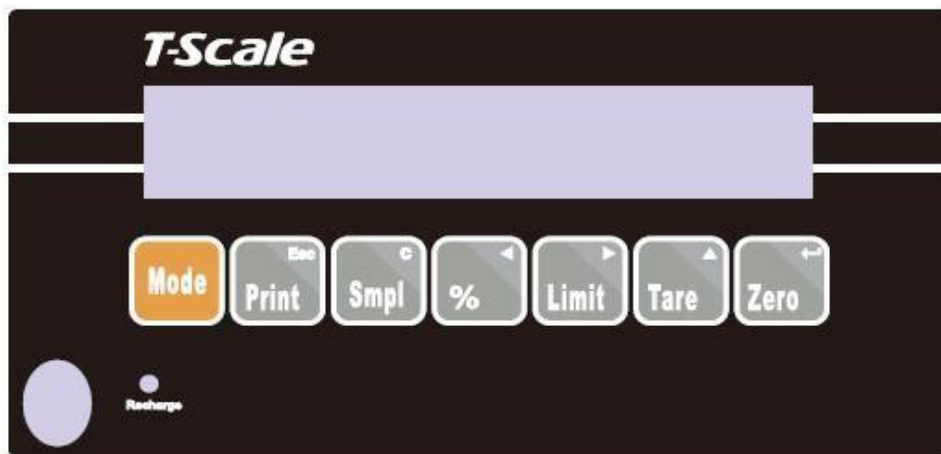 T-Scale
Mode Print Esc Smpl C % ◄ Limit ► Tare ▲ Zero ↵
Recharge